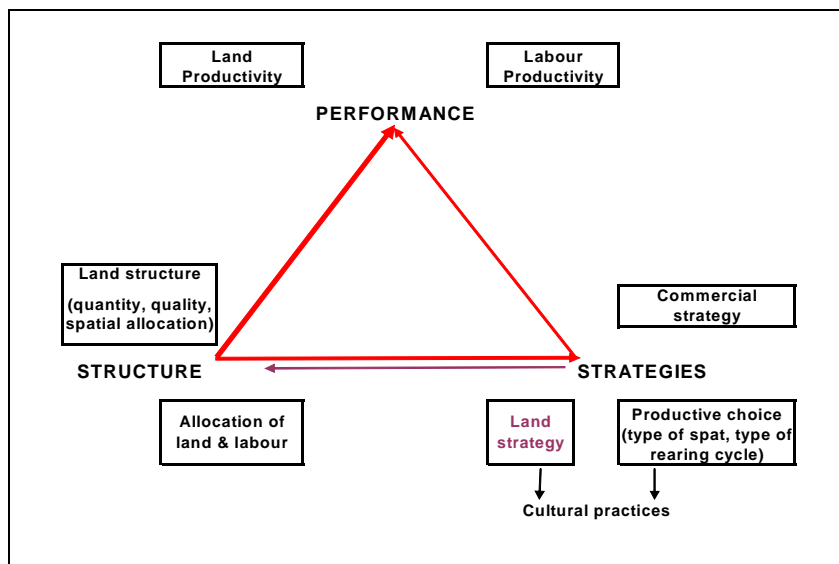 Land
Productivity
Labour
Productivity
PERFORMANCE
Land structure
(quantity, quality,
spatial allocation)
Commercial
strategy
STRUCTURE
STRATEGIES
Allocation of
land & labour
Land
strategy
Productive choice
(type of spat, type of
rearing cycle)
Cultural practices